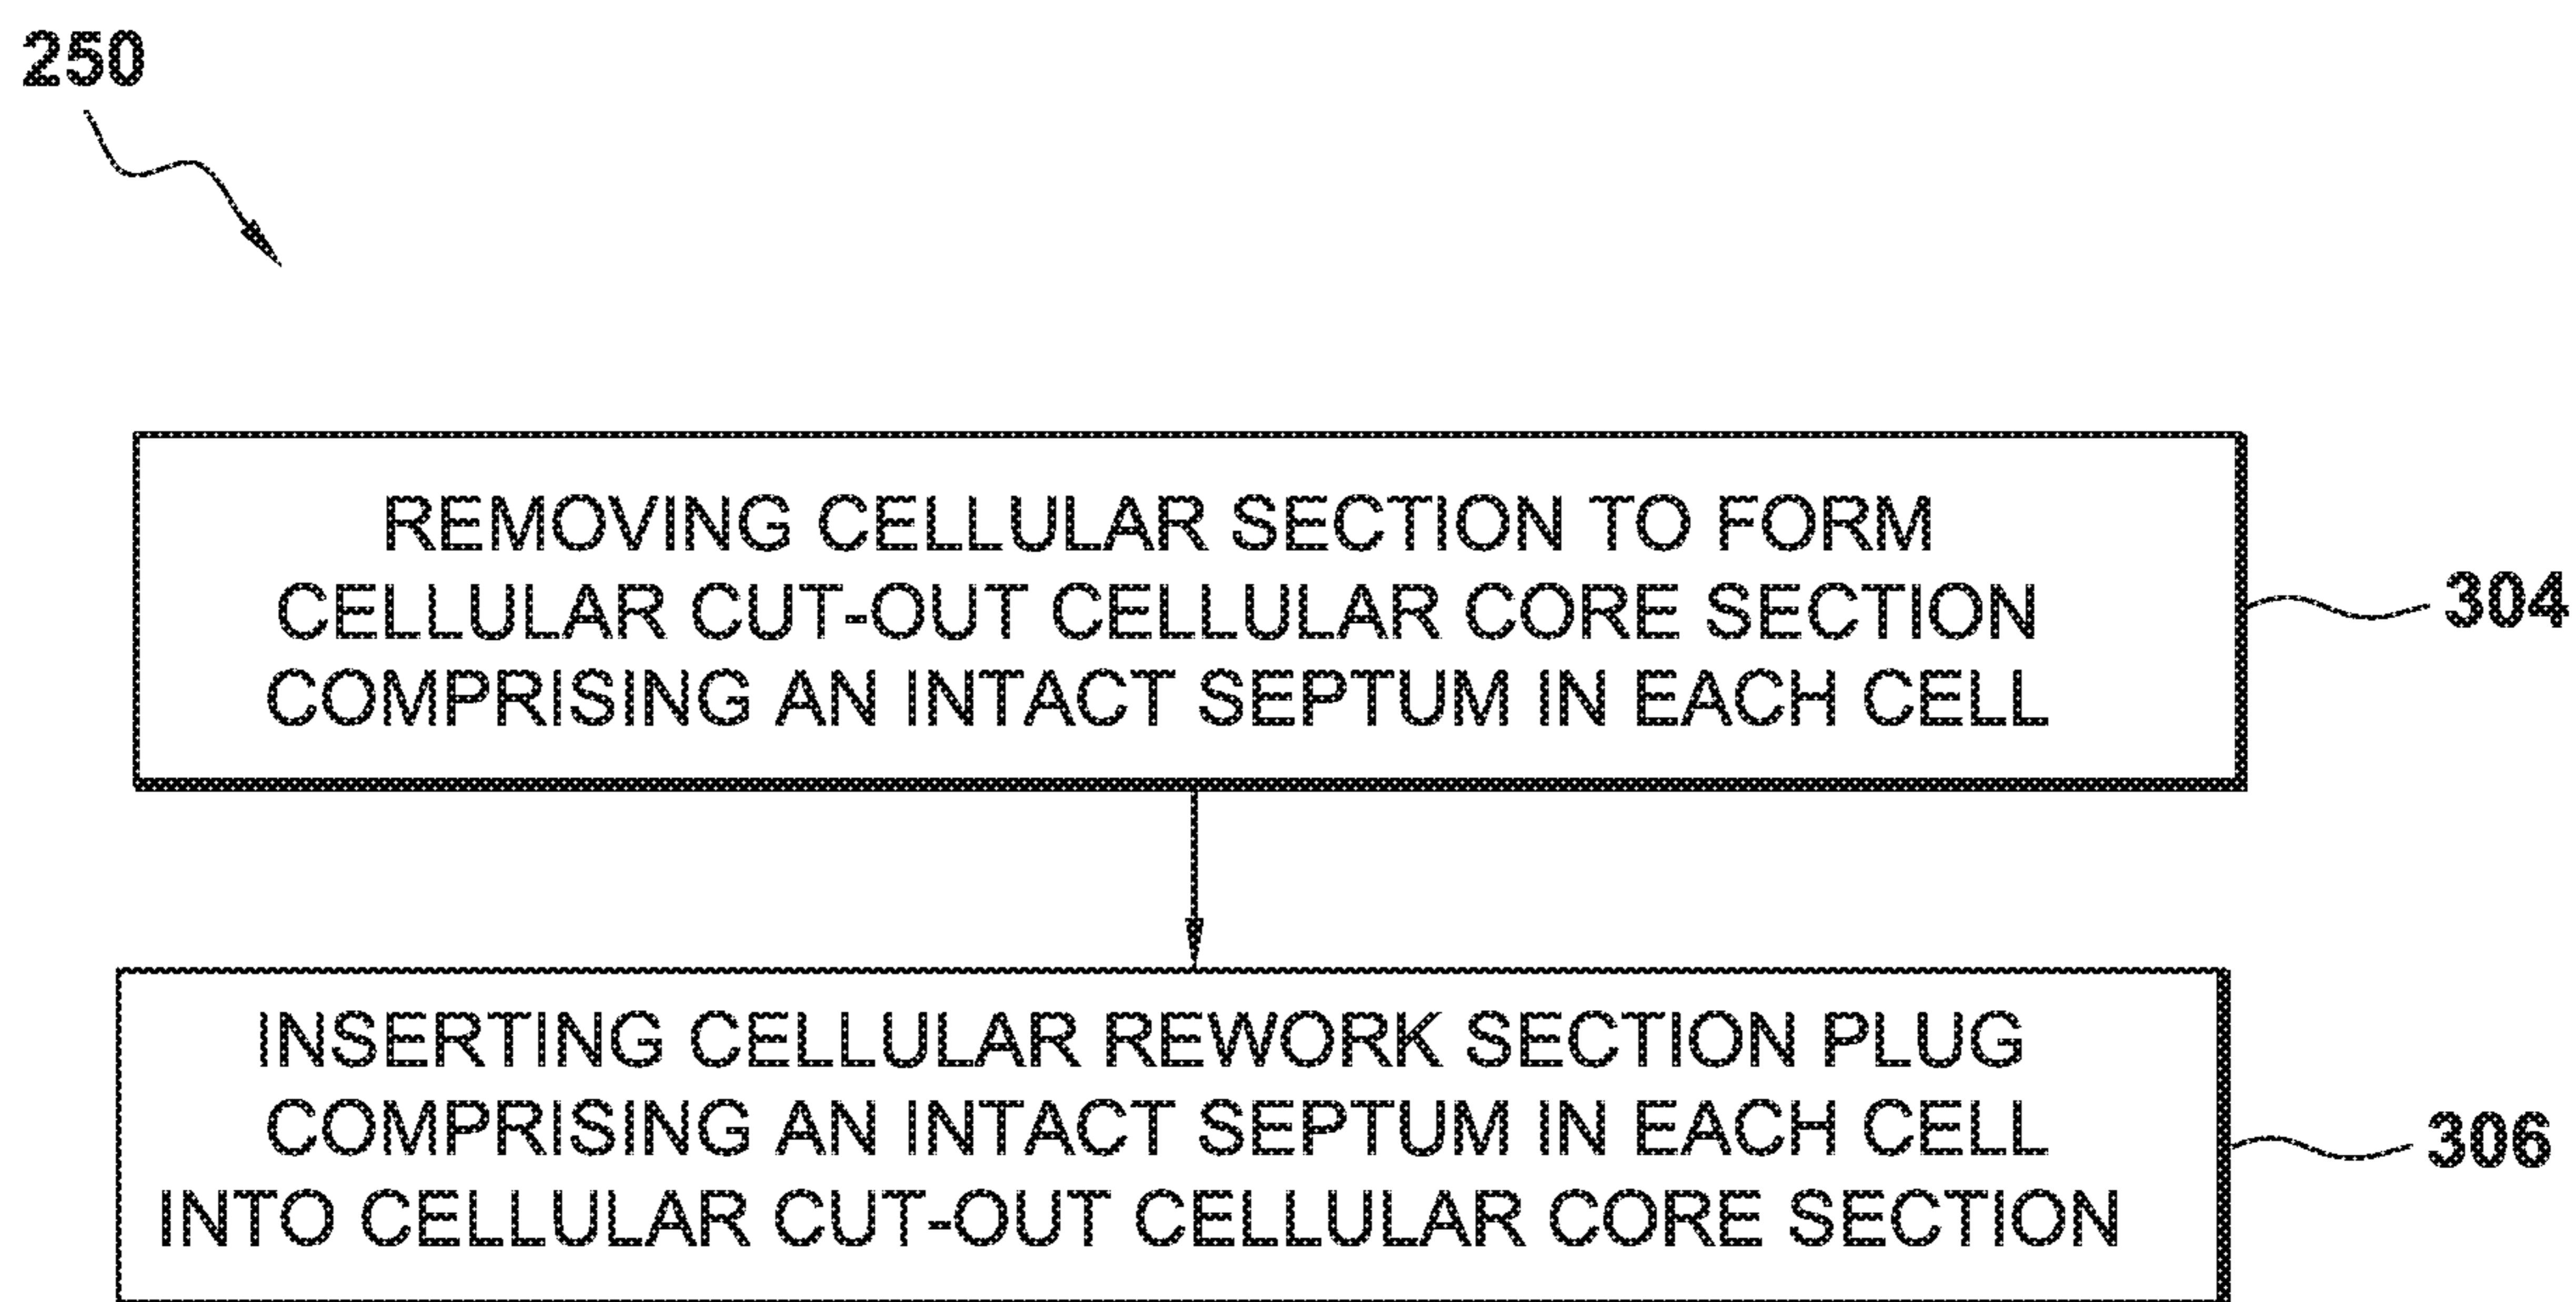 250
REMOVING CELLULAR SECTION TO FORM
CELLULAR CUT-OUT CELLULAR CORE SECTION
COMPRISING AN INTACT SEPTUM IN EACH CELL
304
INSERTING CELLULAR REWORK SECTION PLUG
COMPRISING AN INTACT SEPTUM IN EACH CELL
INTO CELLULAR CUT-OUT CELLULAR CORE SECTION
306